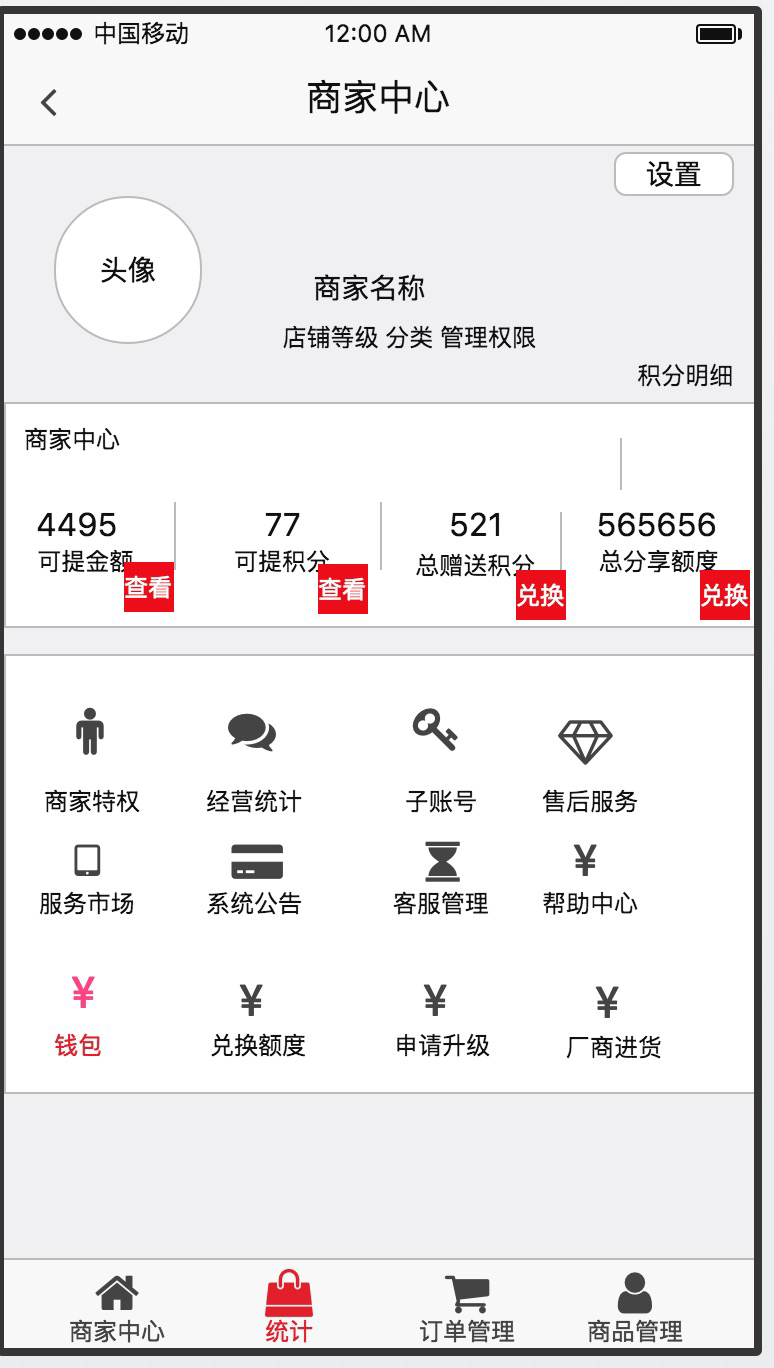 中国移动 12:00 AM
商家中心
设置
头像
商家名称
店铺等级 分类 管理权限
积分明细
商家中心
4495 77 521 565656
可提金额 可提积分 总赠送积分 总分享额度
查看 查看 兑换 兑换
商家特权 经营统计 子账号 售后服务
服务市场 系统公告 客服管理 帮助中心
¥ ¥ ¥ ¥
钱包 兑换额度 申请升级 厂商进货
商家中心 统计 订单管理 商品管理